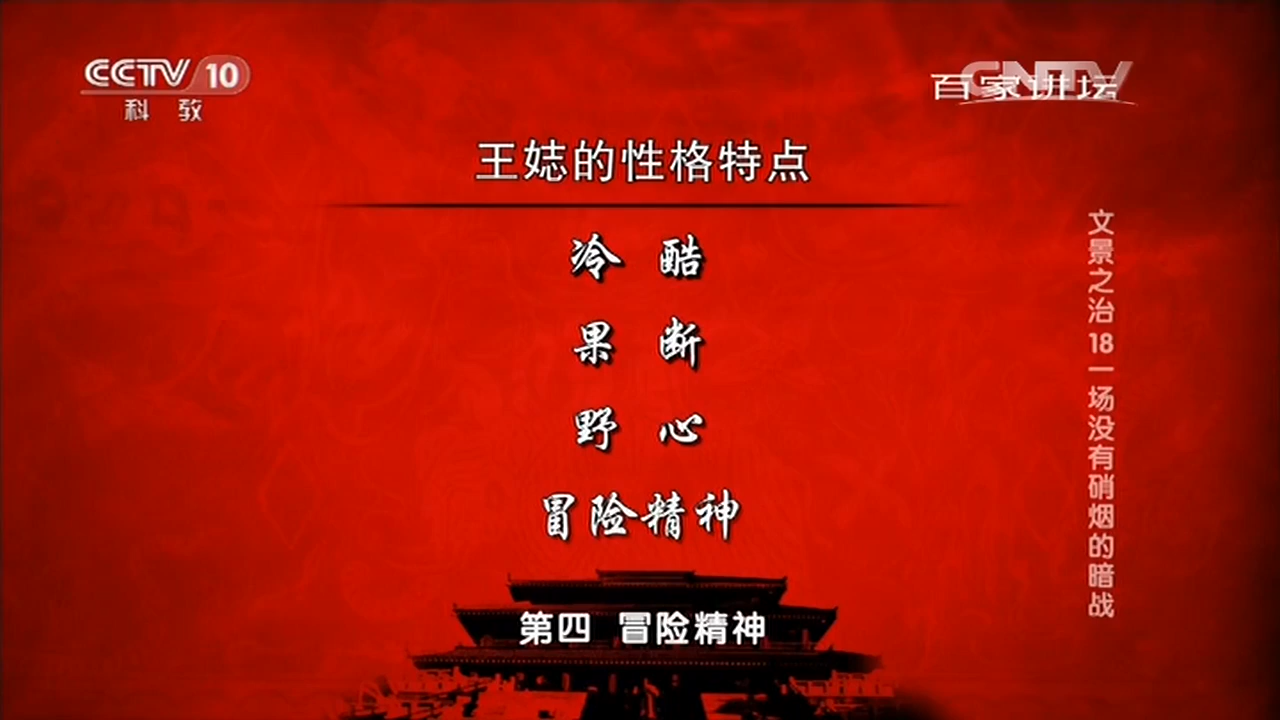 CCTV 10
科教
CNTV
百家讲坛
王娡的性格特点
冷酷
果断
野心
冒险精神
第四 冒险精神
文景之治18一场没有硝烟的暗战